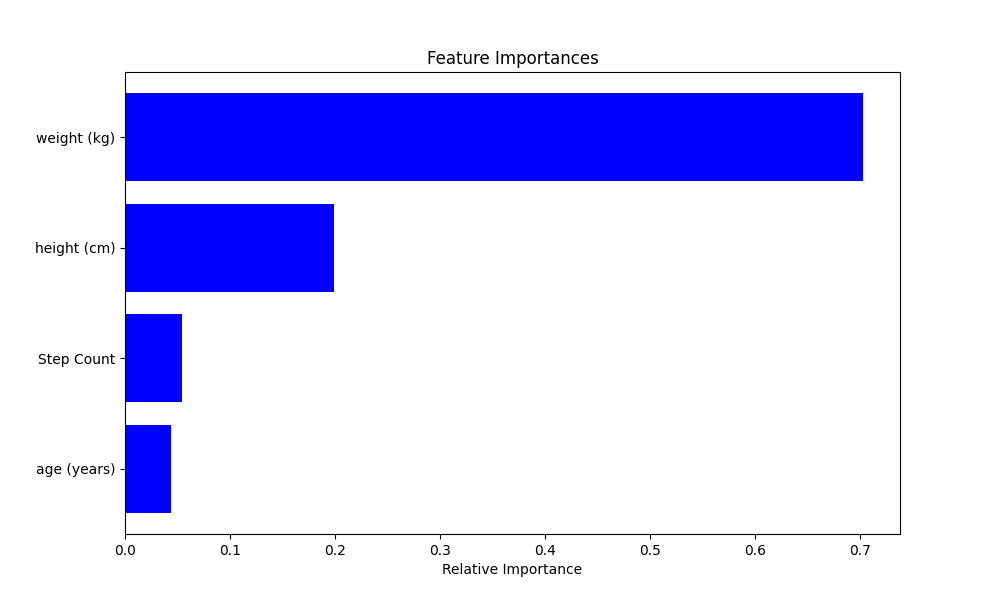 Feature Importances
weight (kg)
height (cm)
Step Count
age (years)
0.0 0.1 0.2 0.3 0.4 0.5 0.6 0.7
Relative Importance